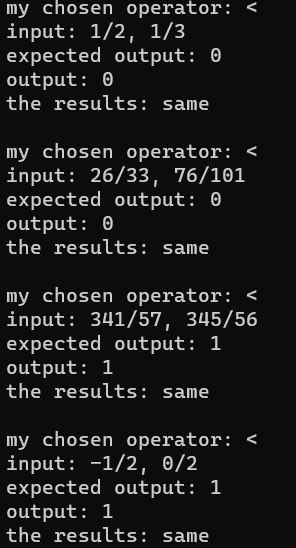 my chosen operator: <
input: 1/2, 1/3
expected output: 0
output: 0
the results: same
my chosen operator: <
input: 26/33, 76/101
expected output: 0
output: 0
the results: same
my chosen operator: <
input: 341/57, 345/56
expected output: 1
output: 1
the results: same
my chosen operator: <
input: -1/2, 0/2
expected output: 1
output: 1
the results: same